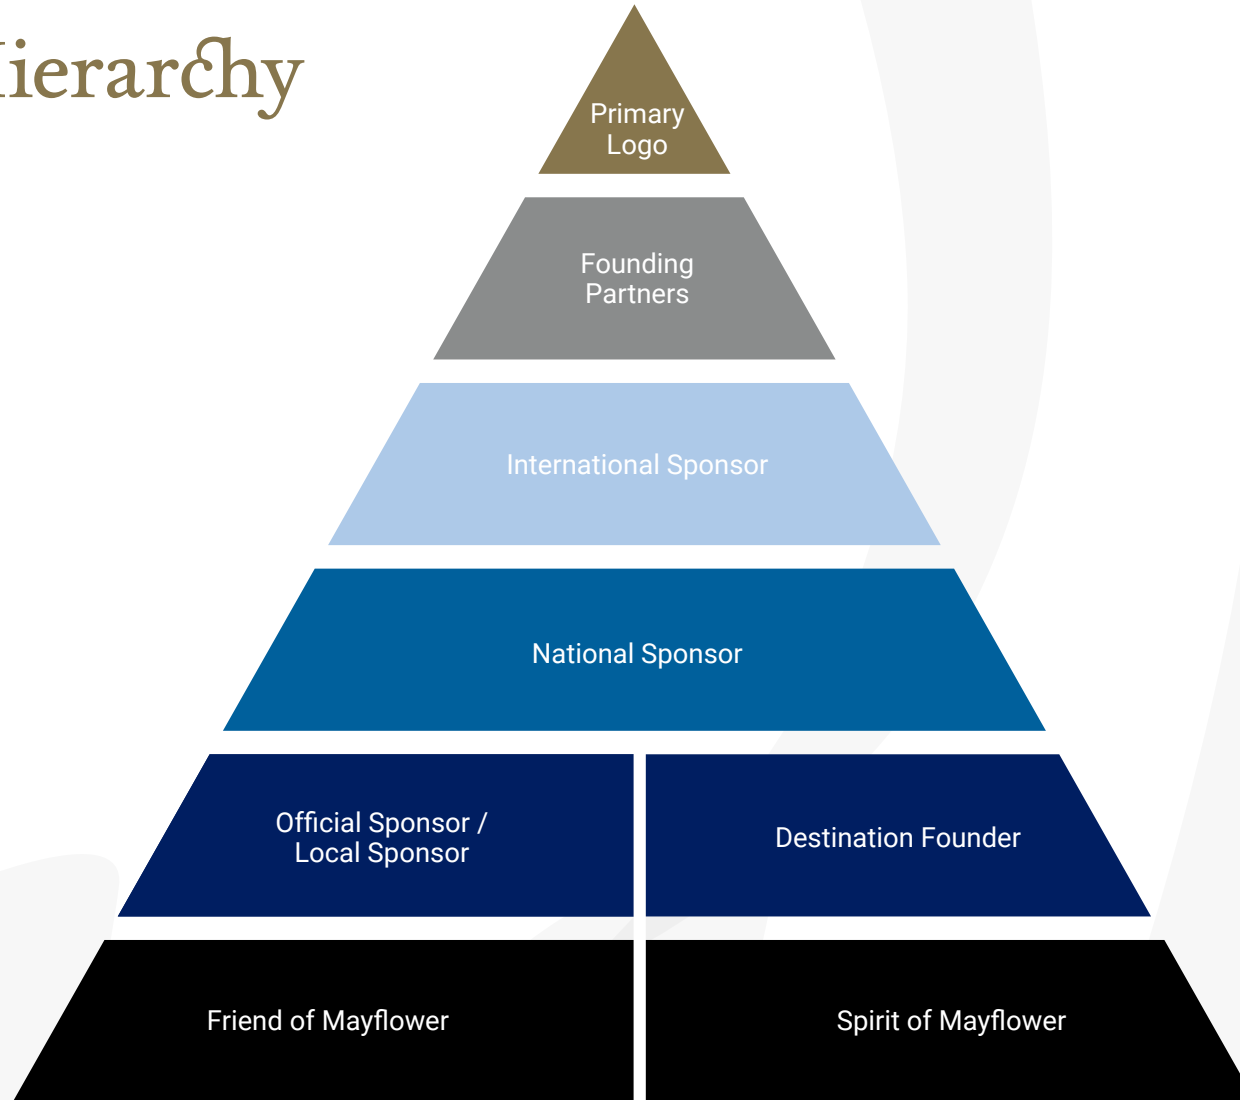 ierarchy
Primary
Logo
Founding
Partners
International Sponsor
National Sponsor
Official Sponsor /
Local Sponsor
Destination Founder
Friend of Mayflower
Spirit of Mayflower